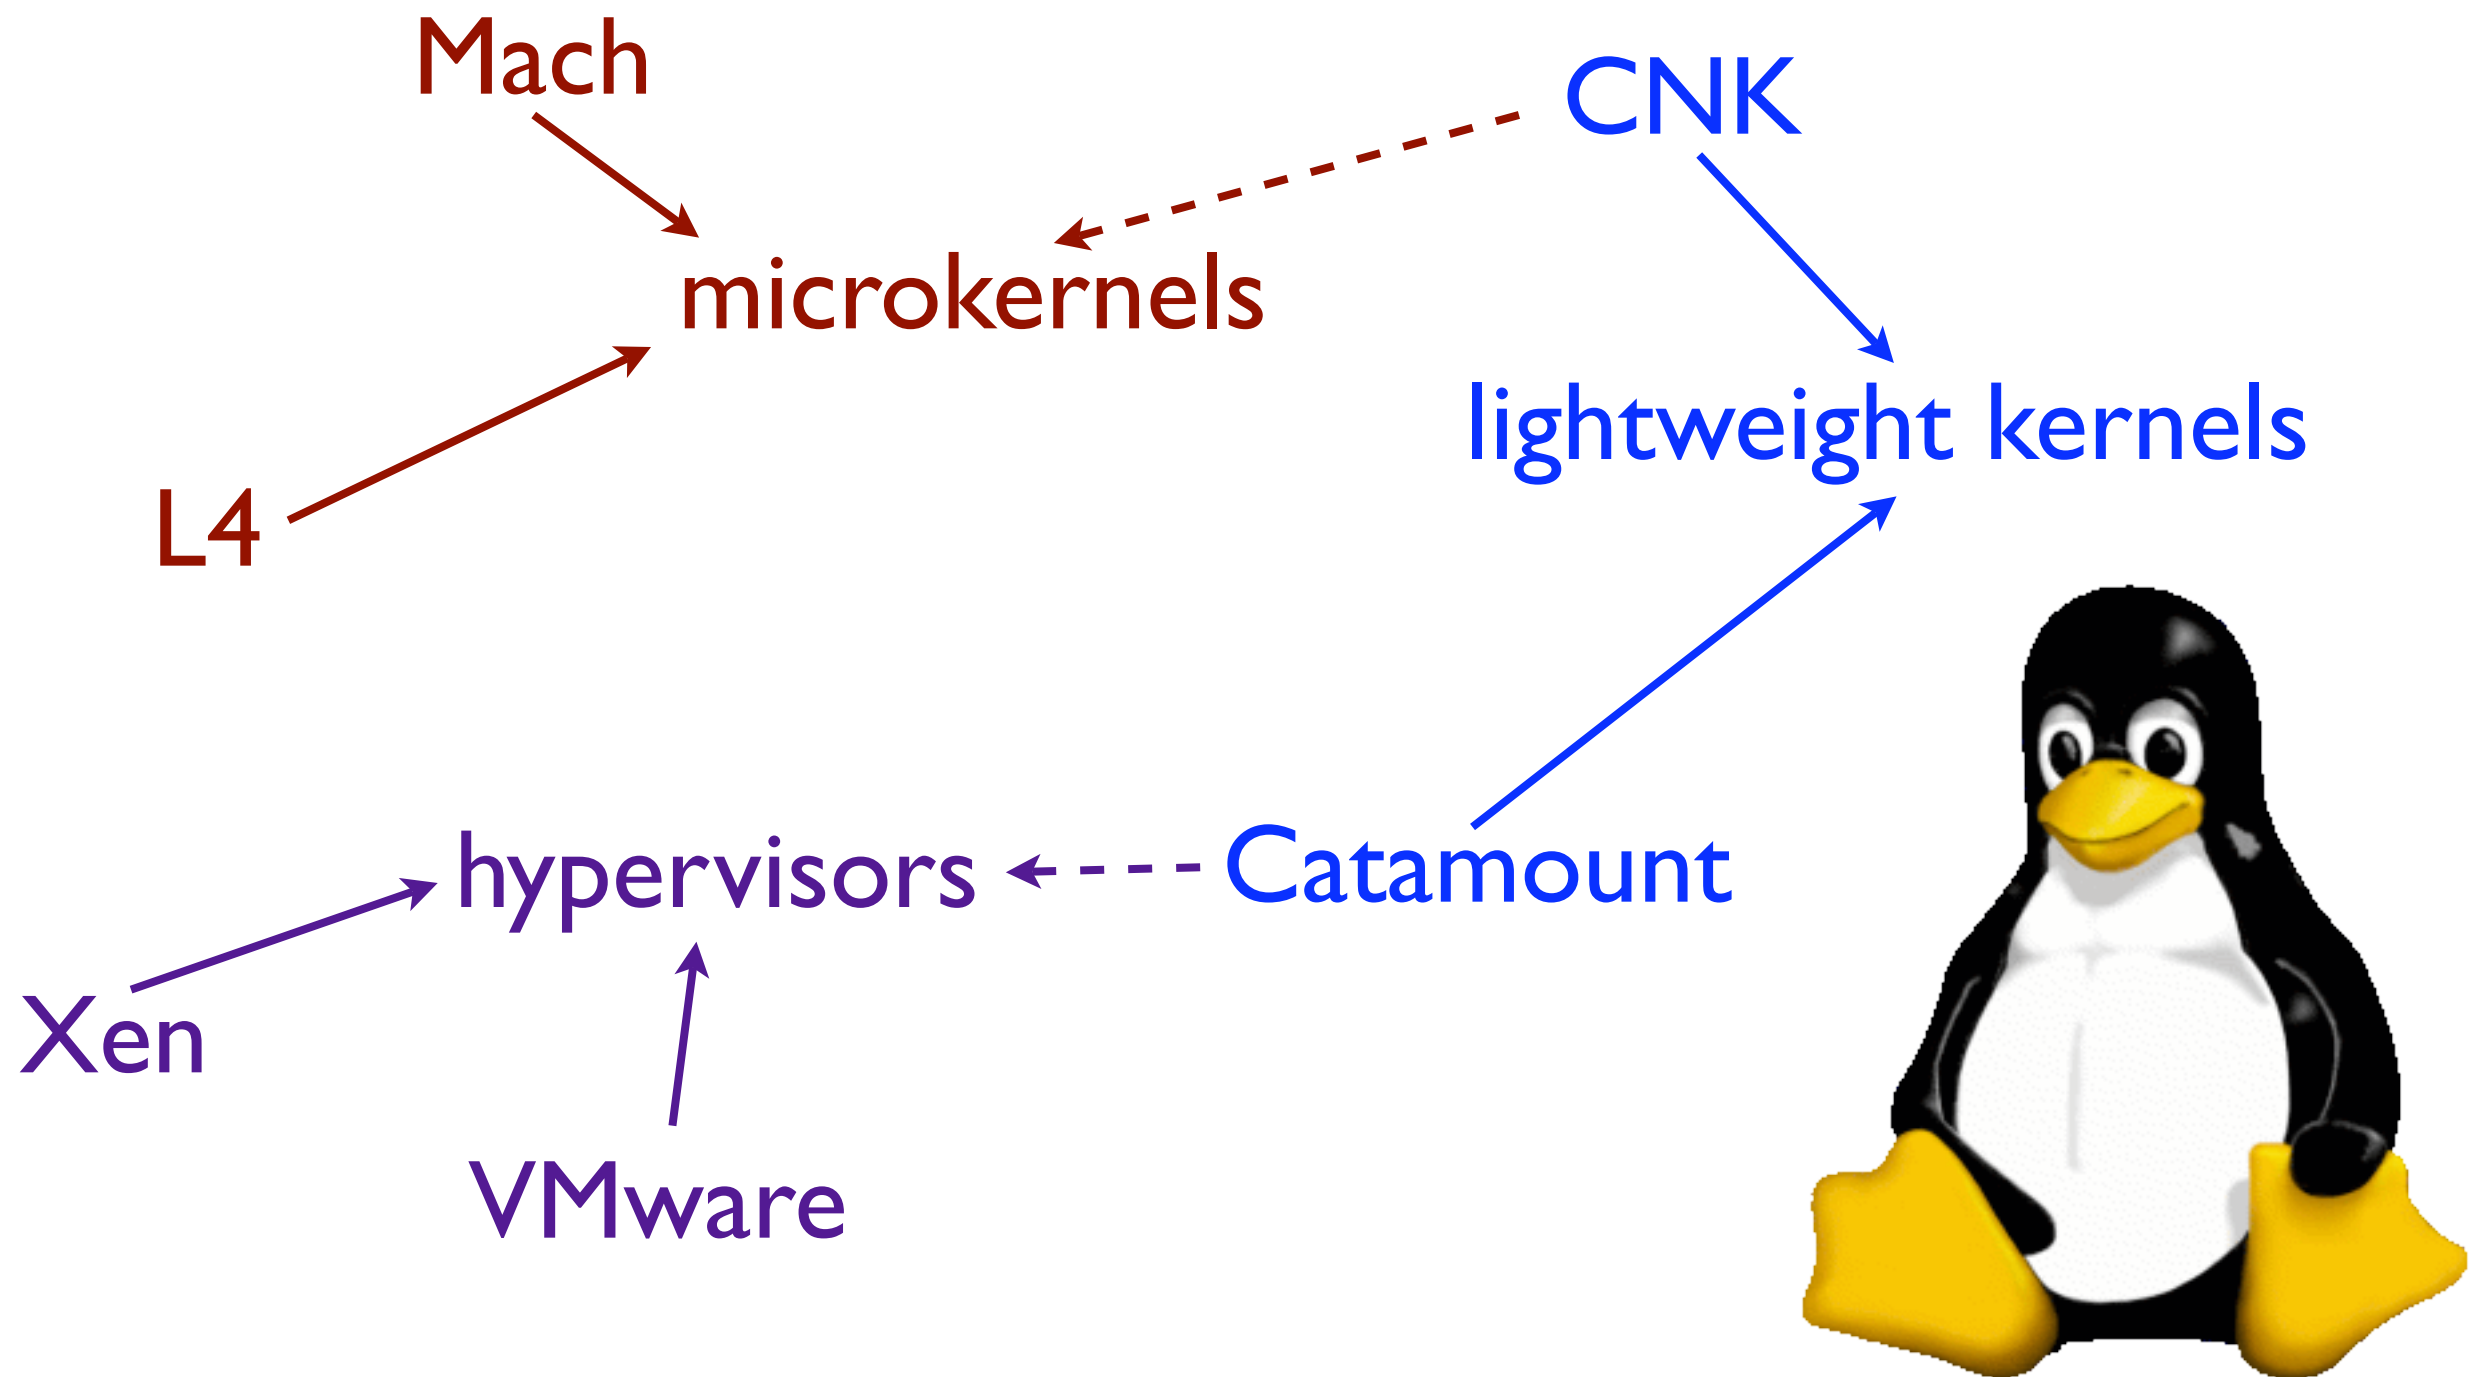 Mach
CNK
microkernels
lightweight kernels
L4
hypervisors
Catamount
Xen
VMware